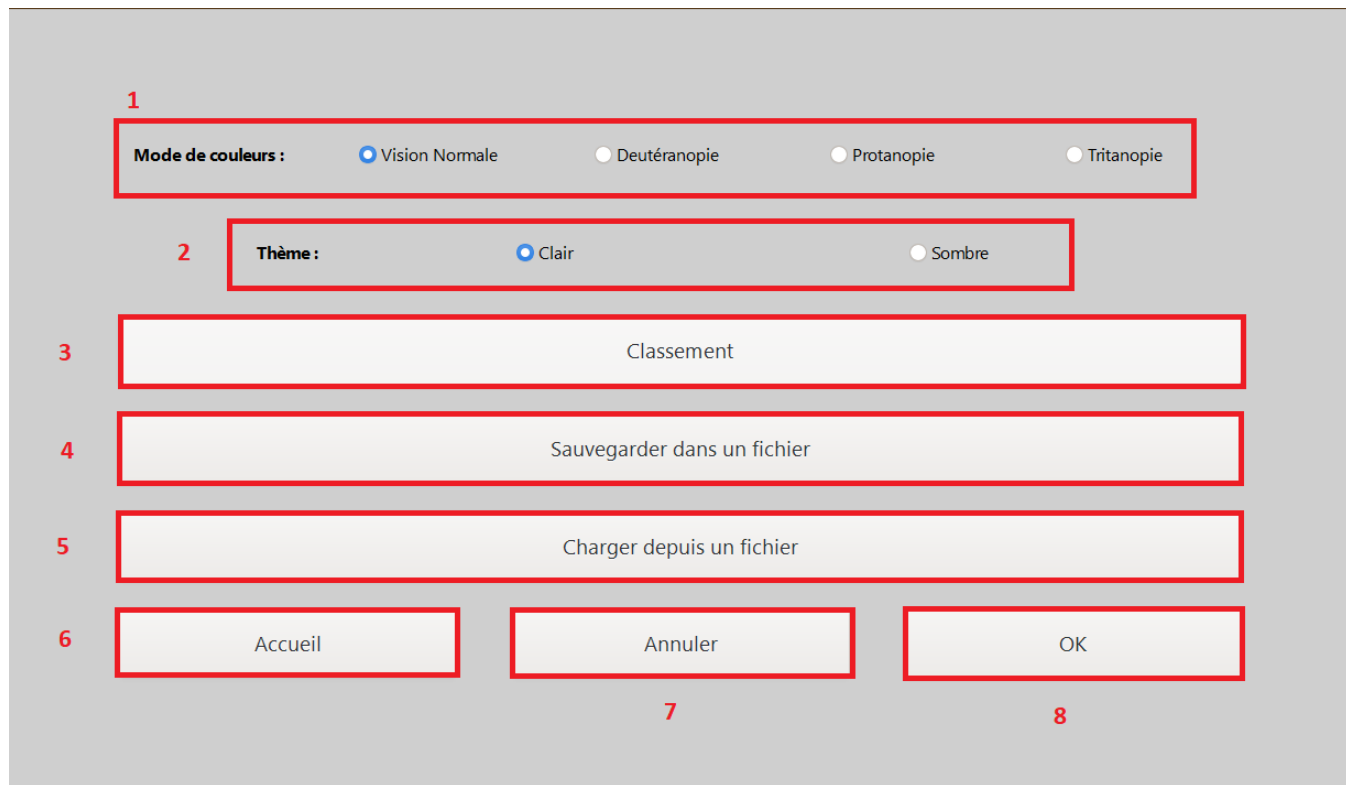 1
Mode de couleurs : Vision Normale Deutéranopie Protanopie Tritanopie
2 Thème : Clair Sombre
3 Classement
4 Sauvegarder dans un fichier
5 Charger depuis un fichier
6 Accueil Annuler OK
7 8